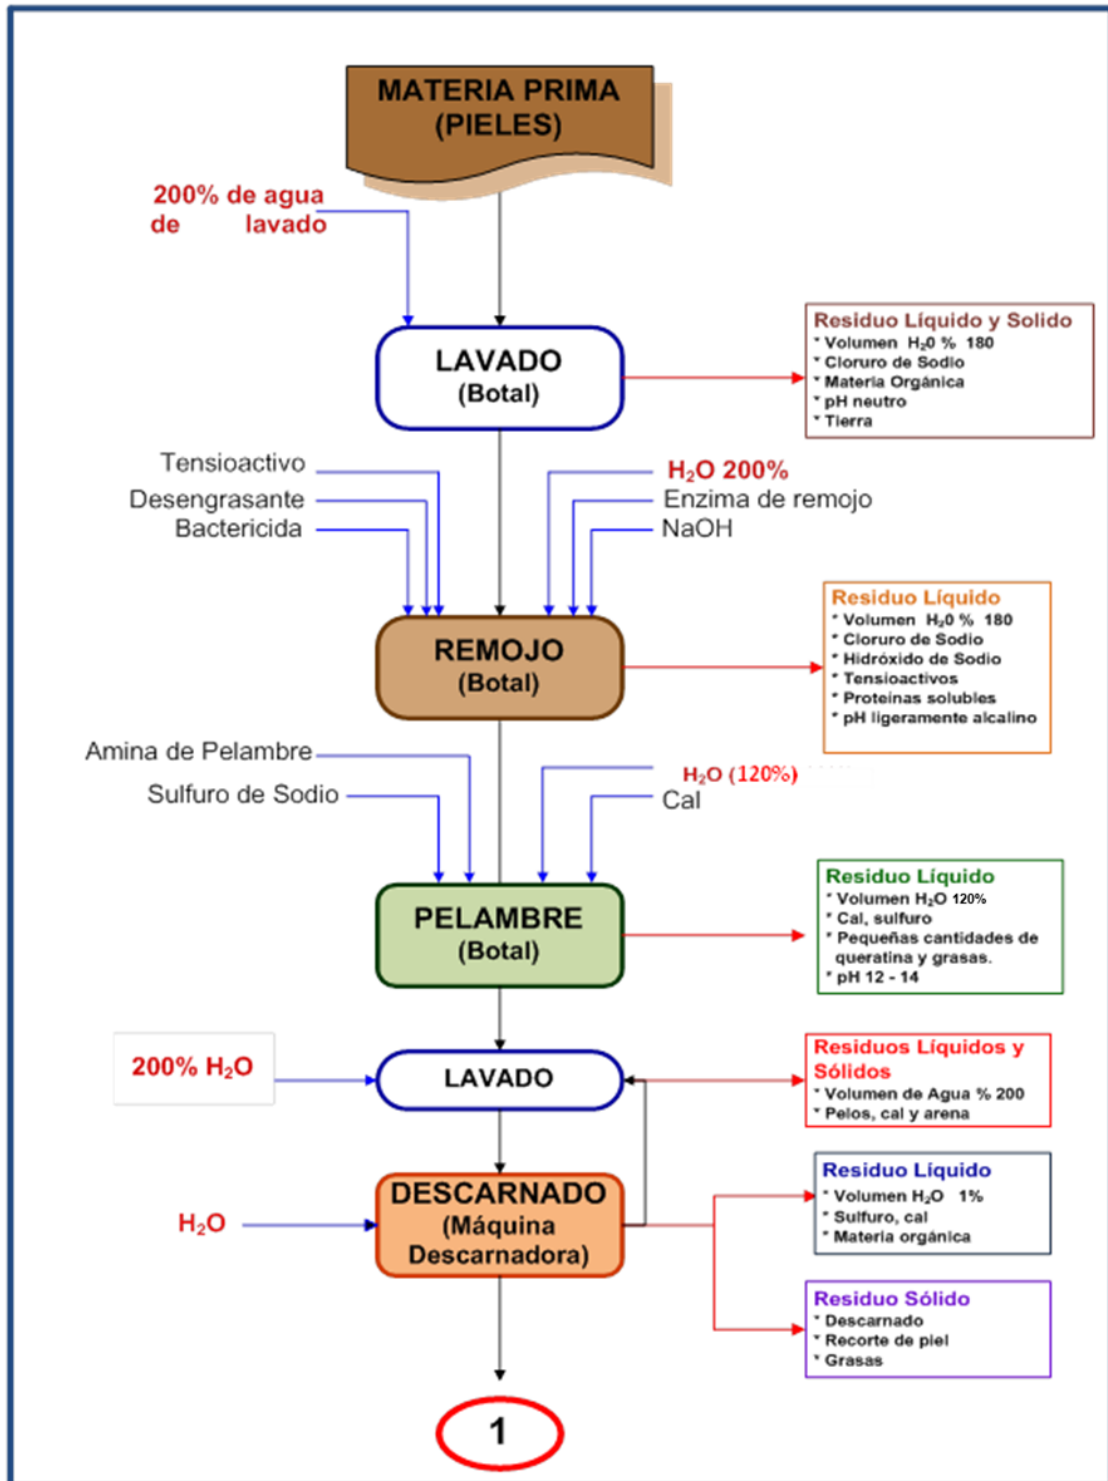 MATERIA PRIMA
(PIELES)
200% de agua
de lavado
LAVADO
(Botal)
Residuo Líquido y Solido
* Volumen H₂0 % 180
* Cloruro de Sodio
* Materia Orgánica
* pH neutro
* Tierra
Tensioactivo
Desengrasante
Bactericida
H₂O 200%
Enzima de remojo
NaOH
REMOJO
(Botal)
Residuo Líquido
* Volumen H₂0 % 180
* Cloruro de Sodio
* Hidróxido de Sodio
* Tensioactivos
* Proteínas solubles
* pH ligeramente alcalino
Amina de Pelambre
Sulfuro de Sodio
H₂O (120%)
Cal
PELAMBRE
(Botal)
Residuo Líquido
* Volumen H₂O 120%
* Cal, sulfuro
* Pequeñas cantidades de
queratina y grasas.
* pH 12 - 14
200% H₂O
LAVADO
Residuos Líquidos y
Sólidos
* Volumen de Agua % 200
* Pelos, cal y arena
H₂O
DESCARNADO
(Máquina
Descarnadora)
Residuo Líquido
* Volumen H₂O 1%
* Sulfuro, cal
* Materia orgánica
Residuo Sólido
* Descarnado
* Recorte de piel
* Grasas
1